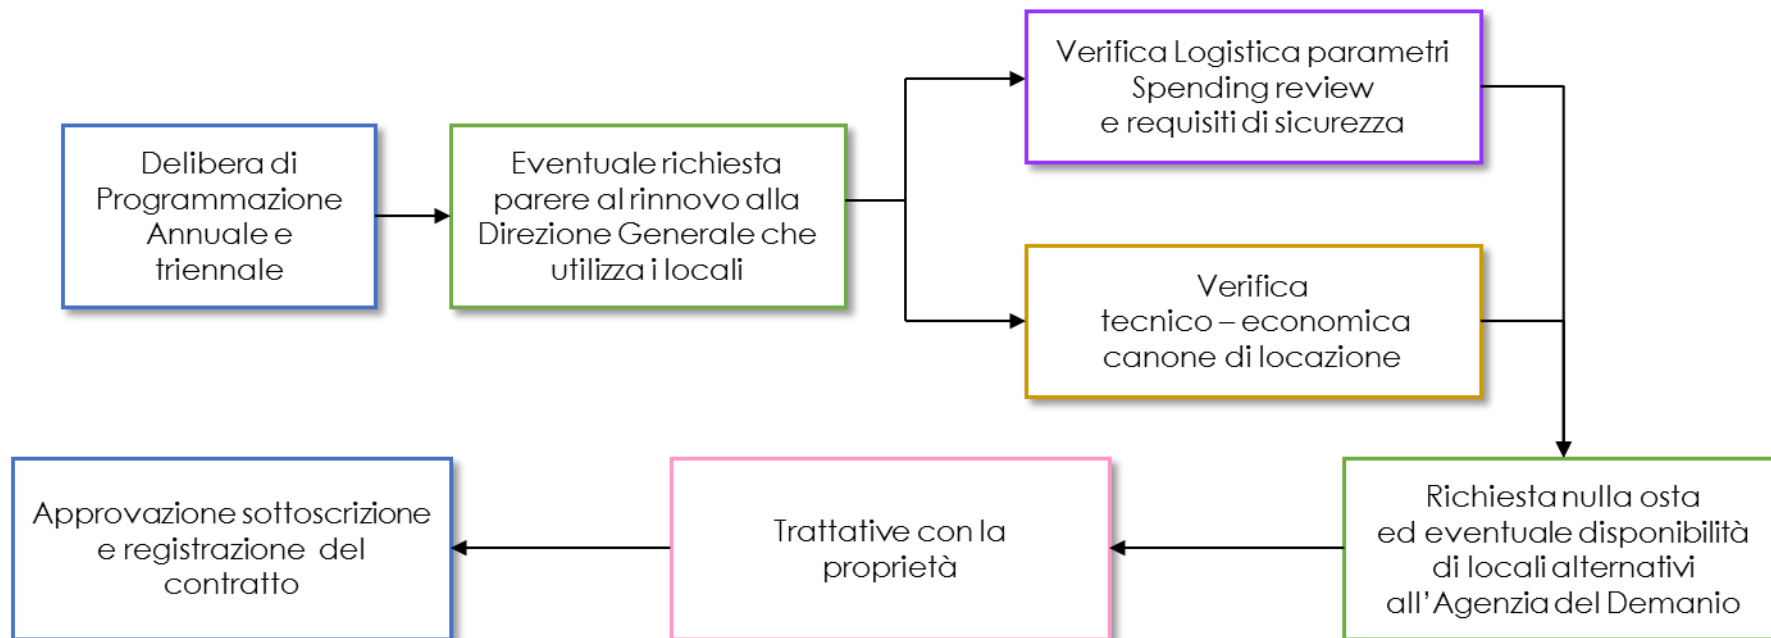 Delibera di
Programmazione
Annuale e
triennale
Eventuale richiesta
parere al rinnovo alla
Direzione Generale che
utilizza i locali
Verifica Logistica parametri
Spending review
e requisiti di sicurezza
Verifica
tecnico – economica
canone di locazione
Richiesta nulla osta
ed eventuale disponibilità
di locali alternativi
all'Agenzia del Demanio
Trattative con la
proprietà
Approvazione sottoscrizione
e registrazione del
contratto